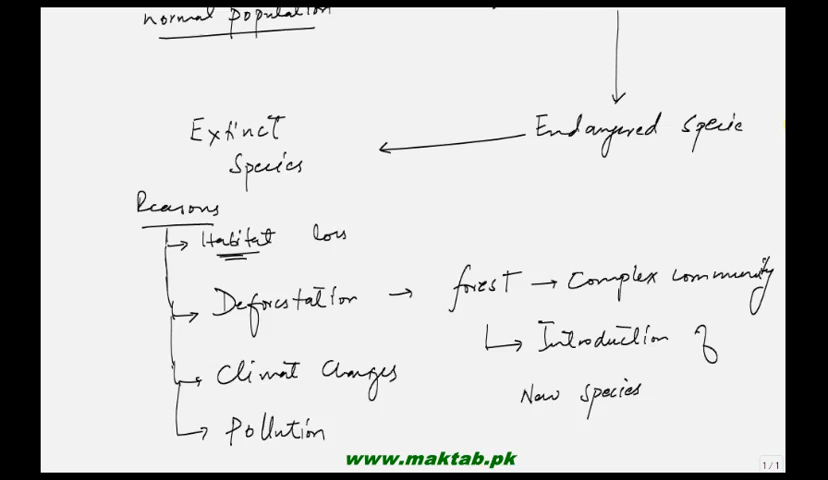 normal population
Extinct
Species
Endangered Specie
Reasons
Habitat loss
Deforestation → forest → Complex community
Introduction of
New species
Climat Changes
Pollution
www.maktab.pk
1/1